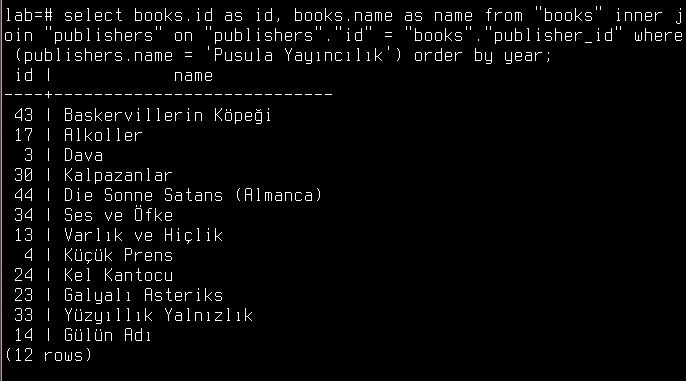 lab=# select books.id as id, books.name as name from "books" inner j
oin "publishers" on "publishers"."id" = "books"."publisher_id" where
 (publishers.name = 'Pusula Yayıncılık') order by year;
 id |            name
----+----------------------------
 43 | Baskervillerin Köpeği
 17 | Alkoller
  3 | Dava
 30 | Kalpazanlar
 44 | Die Sonne Satans (Almanca)
 34 | Ses ve Öfke
 13 | Varlık ve Hiçlik
  4 | Küçük Prens
 24 | Kel Kantocu
 23 | Galyalı Asteriks
 33 | Yüzyıllık Yalnızlık
 14 | Gülün Adı
(12 rows)